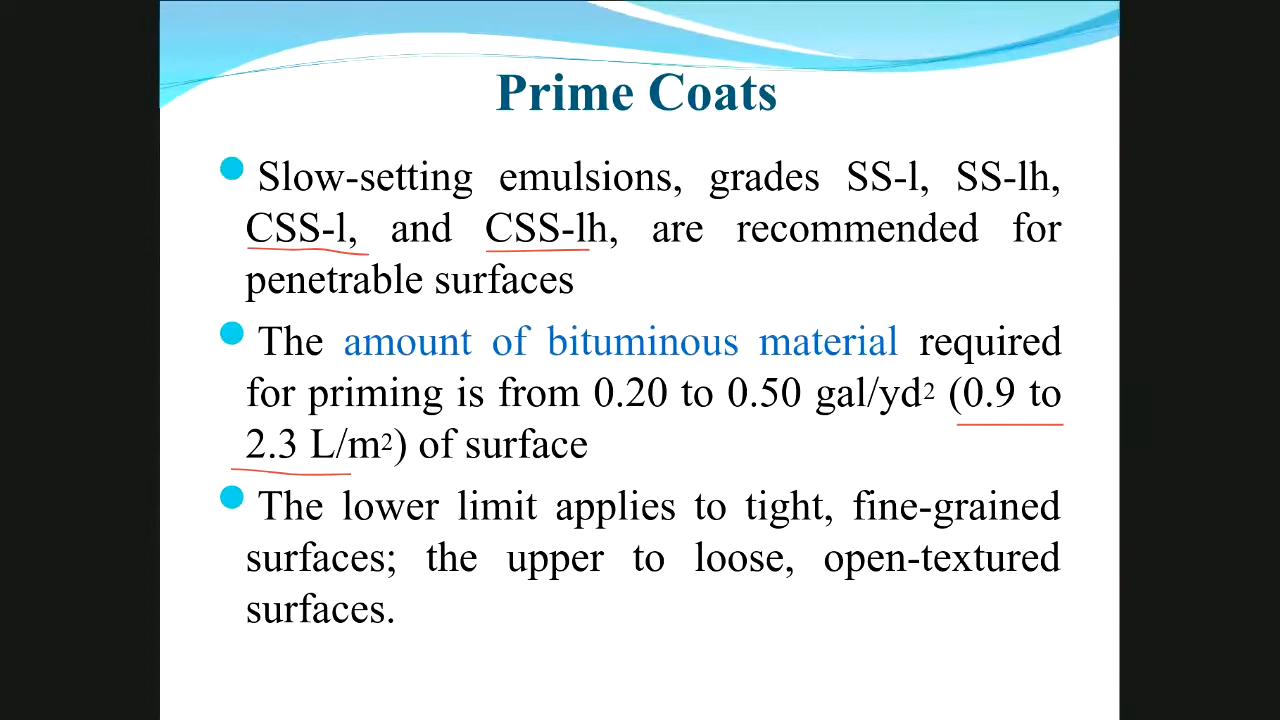 Prime Coats
Slow-setting emulsions, grades SS-l, SS-lh,
CSS-l, and CSS-lh, are recommended for
penetrable surfaces
The amount of bituminous material required
for priming is from 0.20 to 0.50 gal/yd2 (0.9 to
2.3 L/m2) of surface
The lower limit applies to tight, fine-grained
surfaces; the upper to loose, open-textured
surfaces.